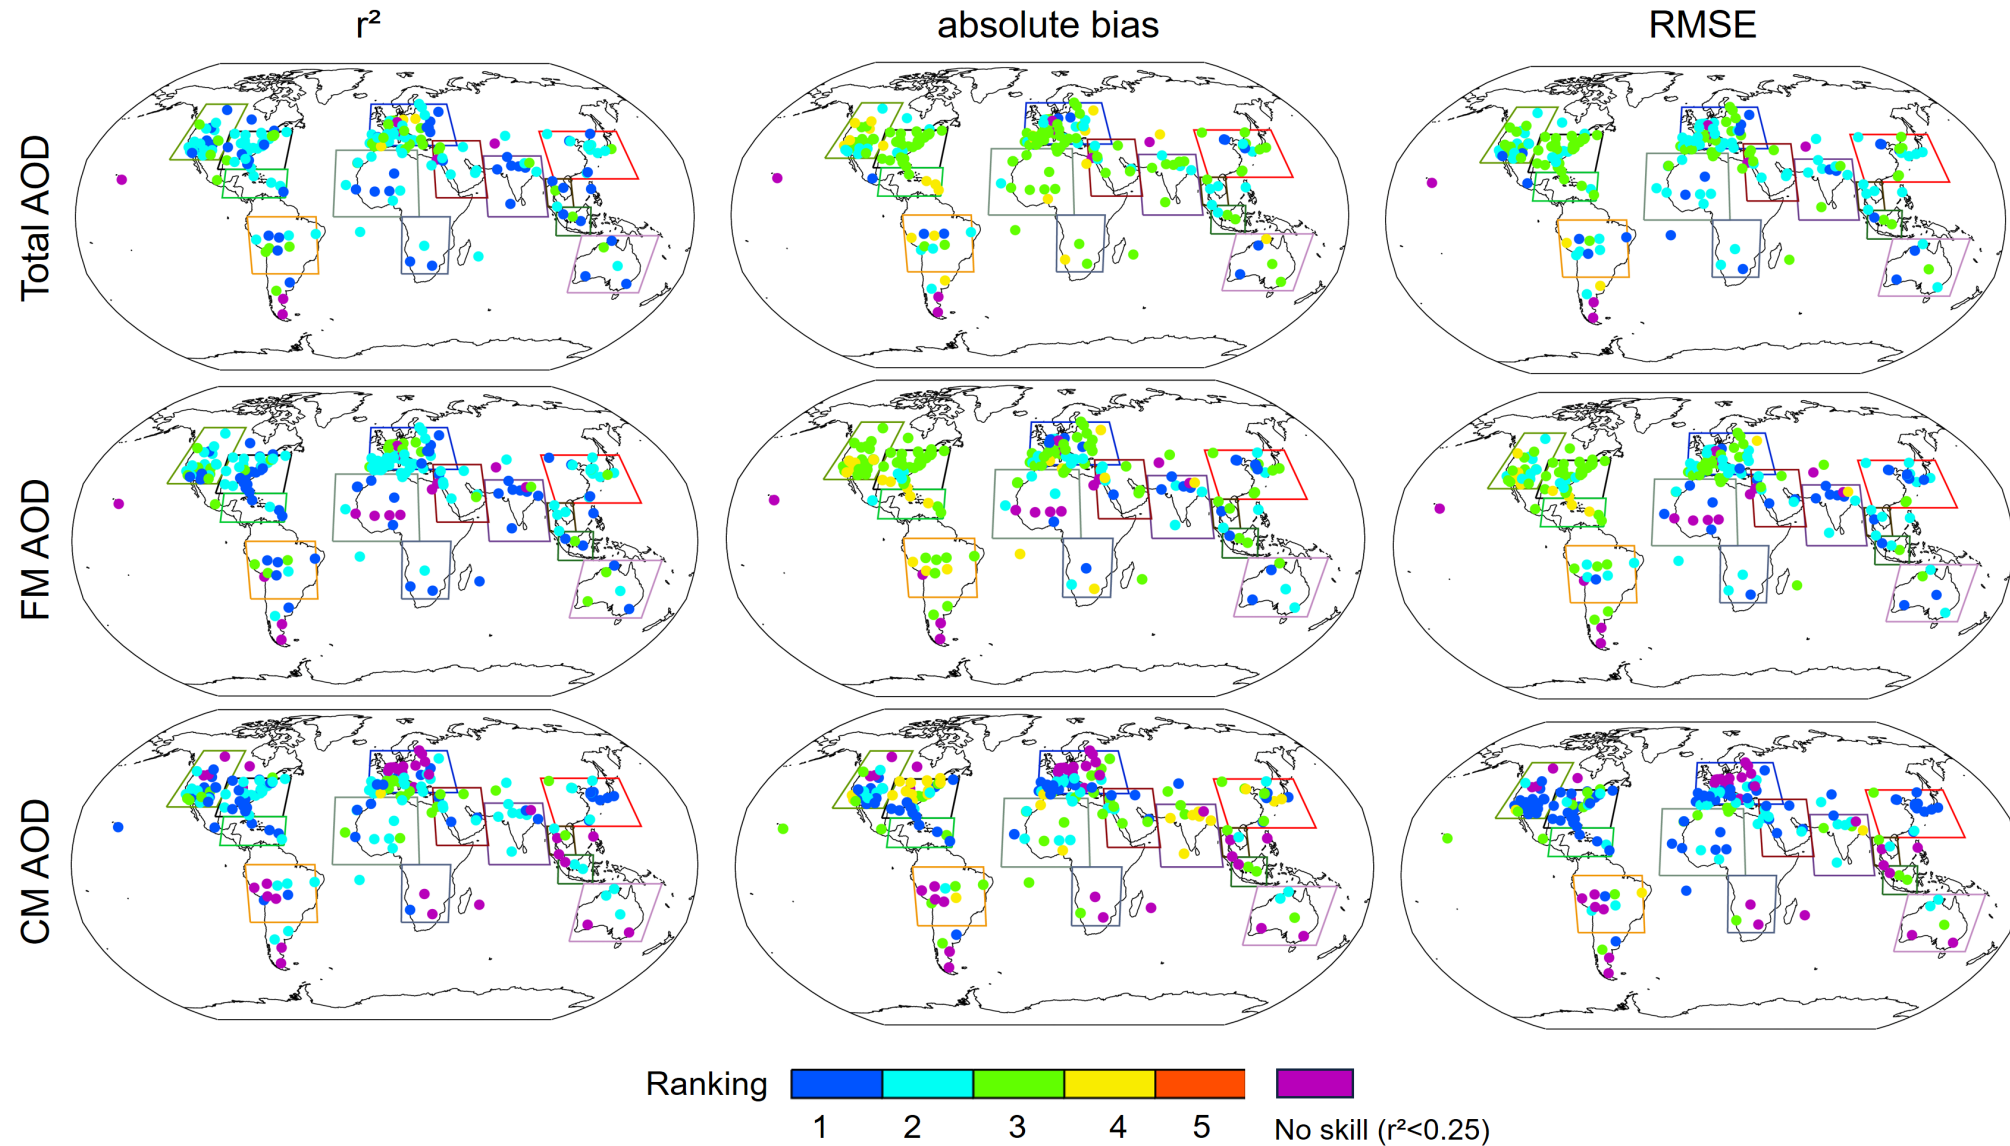 r² absolute bias RMSE
Total AOD
FM AOD
CM AOD
Ranking
1 2 3 4 5 No skill (r²<0.25)